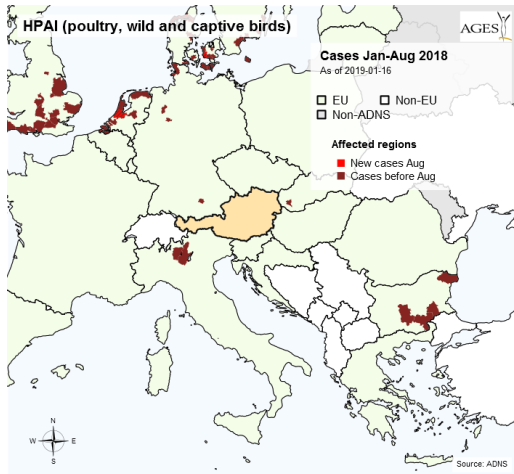 HPAI (poultry, wild and captive birds)
AGES
Cases Jan-Aug 2018
As of 2019-01-16
EU Non-EU
Non-ADNS
Affected regions
New cases Aug
Cases before Aug
N
W E
S
Source: ADNS